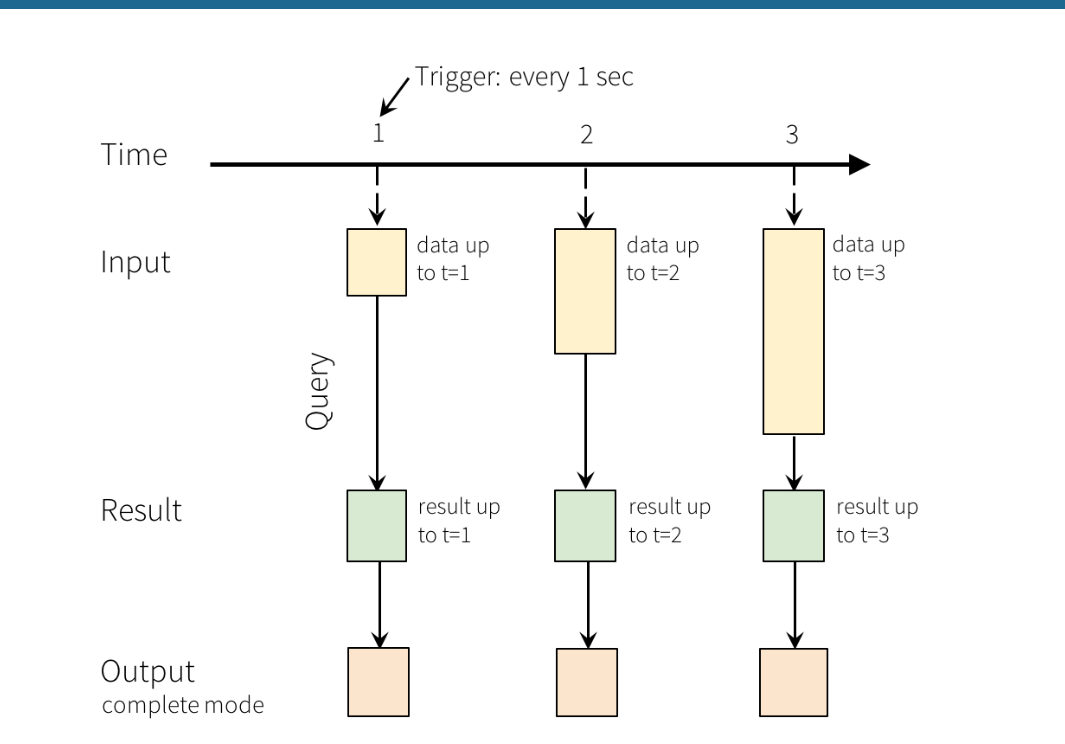 Trigger: every 1 sec
1
2
3
Time
Input
data up
to t=1
data up
to t=2
data up
to t=3
Query
Result
result up
to t=1
result up
to t=2
result up
to t=3
Output
complete mode